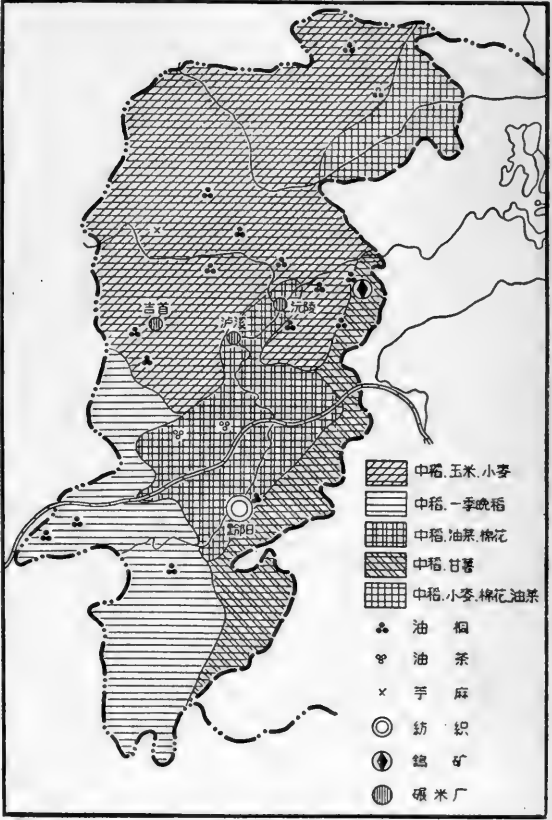 吉首
泸溪
沅陵
黔阳
中稻.玉米.小麦
中稻.一季晚稻
中稻.油菜.棉花
中稻.甘薯
中稻.小麦.棉花.油菜
油桐
油茶
苧麻
纺织
钨矿
碾米厂